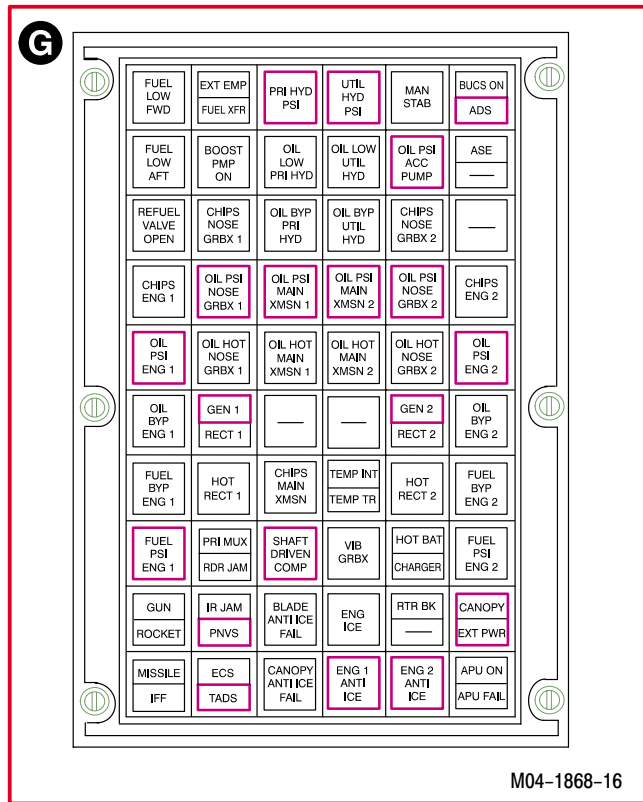 G
FUEL
LOW
FWD
EXT EMP
FUEL XFR
PRI HYD
PSI
UTIL
HYD
PSI
MAN
STAB
BUCS ON
ADS
FUEL
LOW
AFT
BOOST
PMP
ON
OIL
LOW
PRI HYD
OIL LOW
UTIL
HYD
OIL PSI
ACC
PUMP
ASE
—
REFUEL
VALVE
OPEN
CHIPS
NOSE
GRBX 1
OIL BYP
PRI
HYD
OIL BYP
UTIL
HYD
CHIPS
NOSE
GRBX 2
—
CHIPS
ENG 1
OIL PSI
NOSE
GRBX 1
OIL PSI
MAIN
XMSN 1
OIL PSI
MAIN
XMSN 2
OIL PSI
NOSE
GRBX 2
CHIPS
ENG 2
OIL
PSI
ENG 1
OIL HOT
NOSE
GRBX 1
OIL HOT
MAIN
XMSN 1
OIL HOT
MAIN
XMSN 2
OIL HOT
NOSE
GRBX 2
OIL
PSI
ENG 2
OIL
BYP
ENG 1
GEN 1
RECT 1
—
—
GEN 2
RECT 2
OIL
BYP
ENG 2
FUEL
BYP
ENG 1
HOT
RECT 1
CHIPS
MAIN
XMSN
TEMP INT
TEMP TR
HOT
RECT 2
FUEL
BYP
ENG 2
FUEL
PSI
ENG 1
PRI MUX
RDR JAM
SHAFT
DRIVEN
COMP
VIB
GRBX
HOT BAT
CHARGER
FUEL
PSI
ENG 2
GUN
ROCKET
IR JAM
PNVS
BLADE
ANTI ICE
FAIL
ENG
ICE
RTR BK
—
CANOPY
EXT PWR
MISSILE
IFF
ECS
TADS
CANOPY
ANTI ICE
FAIL
ENG 1
ANTI
ICE
ENG 2
ANTI
ICE
APU ON
APU FAIL
M04-1868-16